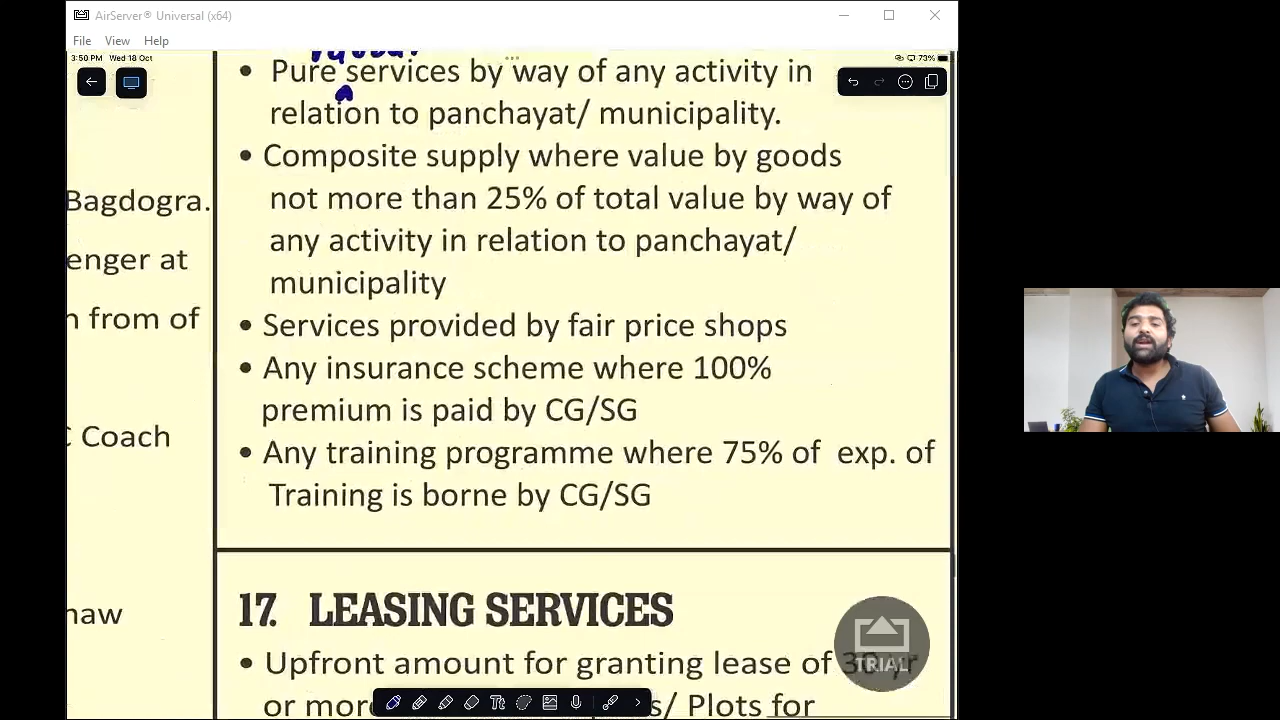 AirServer® Universal (x64)
File View Help
3:50 PM Wed 18 Oct
73%
• Pure services by way of any activity in
relation to panchayat/ municipality.
• Composite supply where value by goods
not more than 25% of total value by way of
any activity in relation to panchayat/
municipality
• Services provided by fair price shops
• Any insurance scheme where 100%
premium is paid by CG/SG
• Any training programme where 75% of exp. of
Training is borne by CG/SG
17. LEASING SERVICES
• Upfront amount for granting lease of 30 yr
or more / Plots for
Bagdogra.
enger at
from of
Coach
TRIAL
Tt